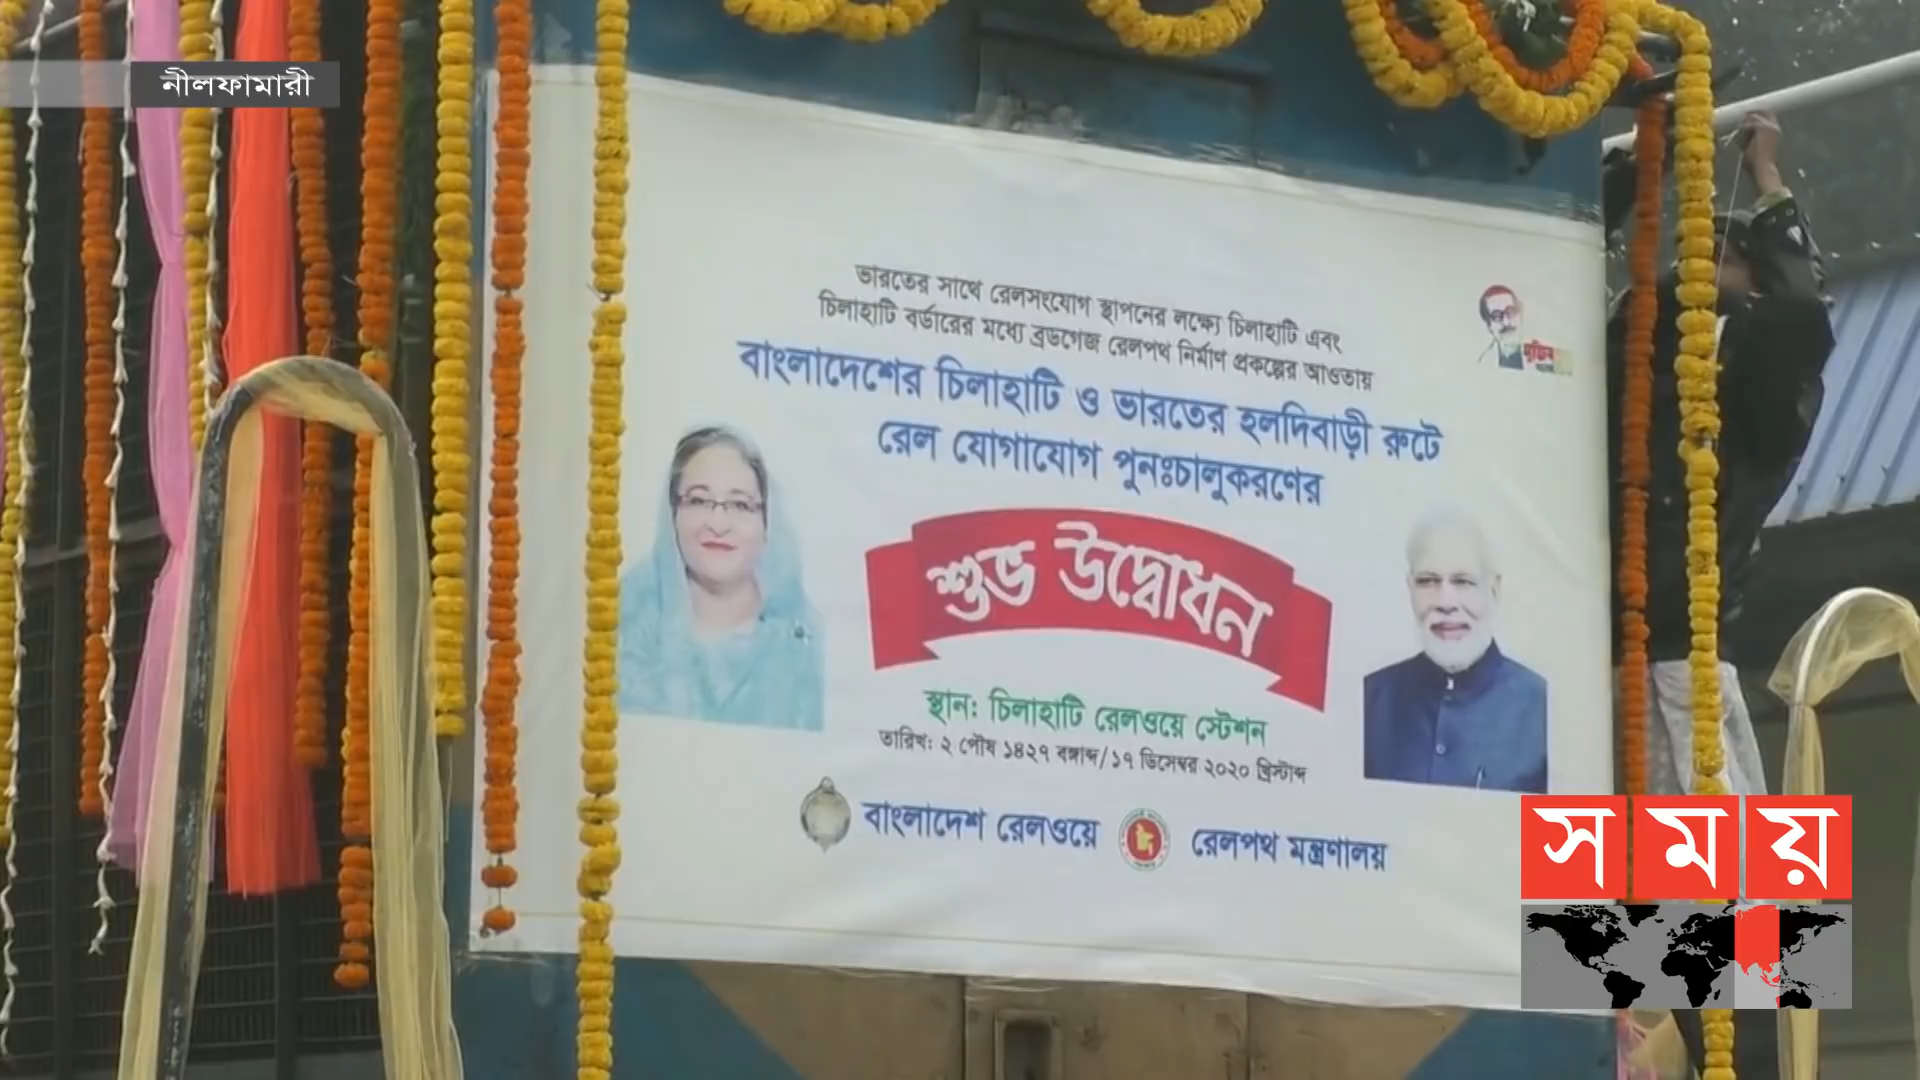 নীলফামারী
ভারতের সাথে রেলসংযোগ স্থাপনের লক্ষ্যে চিলাহাটি এবং
চিলাহাটি বর্ডারের মধ্যে ব্রডগেজ রেলপথ নির্মাণ প্রকল্পের আওতায়
বাংলাদেশের চিলাহাটি ও ভারতের হলদিবাড়ী রুটে
রেল যোগাযোগ পুনঃচালুকরণের
শুভ উদ্বোধন
স্থান: চিলাহাটি রেলওয়ে স্টেশন
তারিখ: ২ পৌষ ১৪২৭ বঙ্গাব্দ/১৭ ডিসেম্বর ২০২০ খ্রিস্টাব্দ
বাংলাদেশ রেলওয়ে রেলপথ মন্ত্রণালয়
সময়